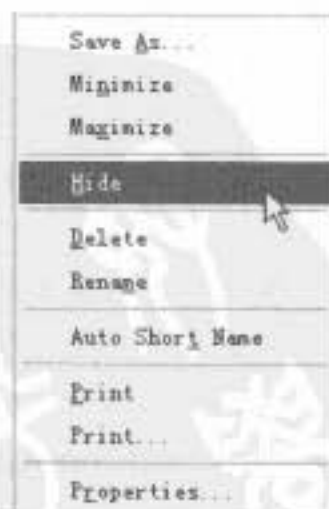 Save As...
Minimize
Maximize
Hide
Delete
Rename
Auto Short Name
Print
Print...
Properties...